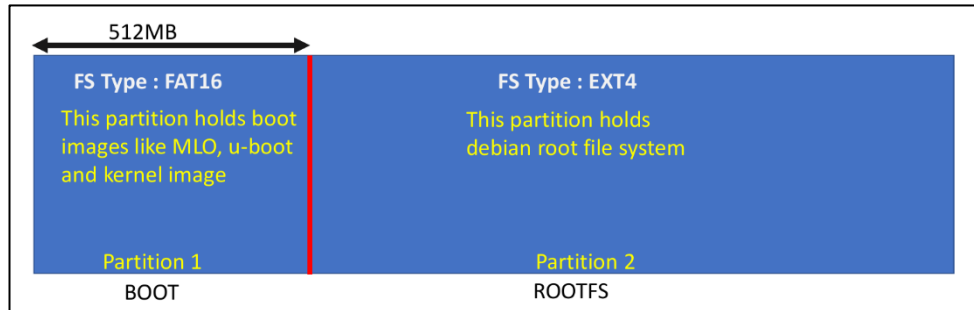 512MB
FS Type : FAT16
This partition holds boot
images like MLO, u-boot
and kernel image
Partition 1
BOOT
FS Type : EXT4
This partition holds
debian root file system
Partition 2
ROOTFS